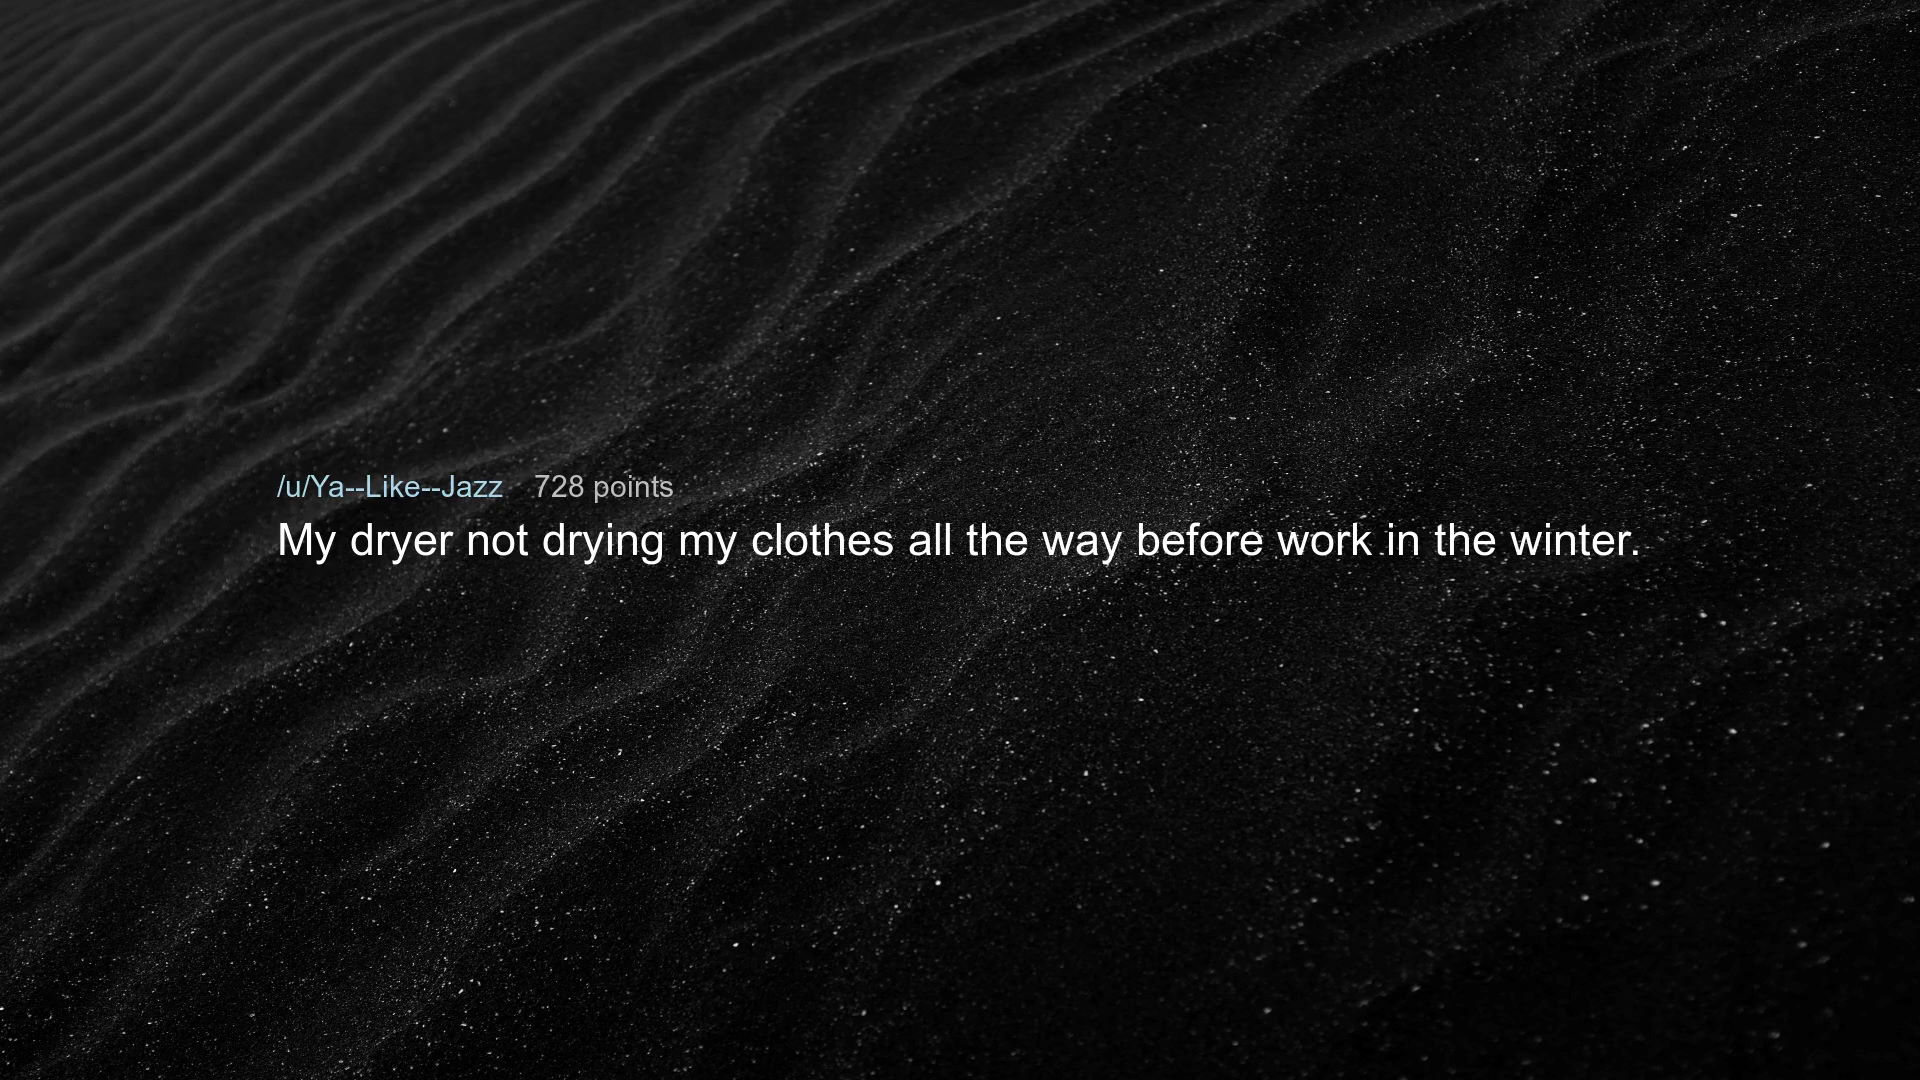 /u/Ya--Like--Jazz 728 points
My dryer not drying my clothes all the way before work in the winter.